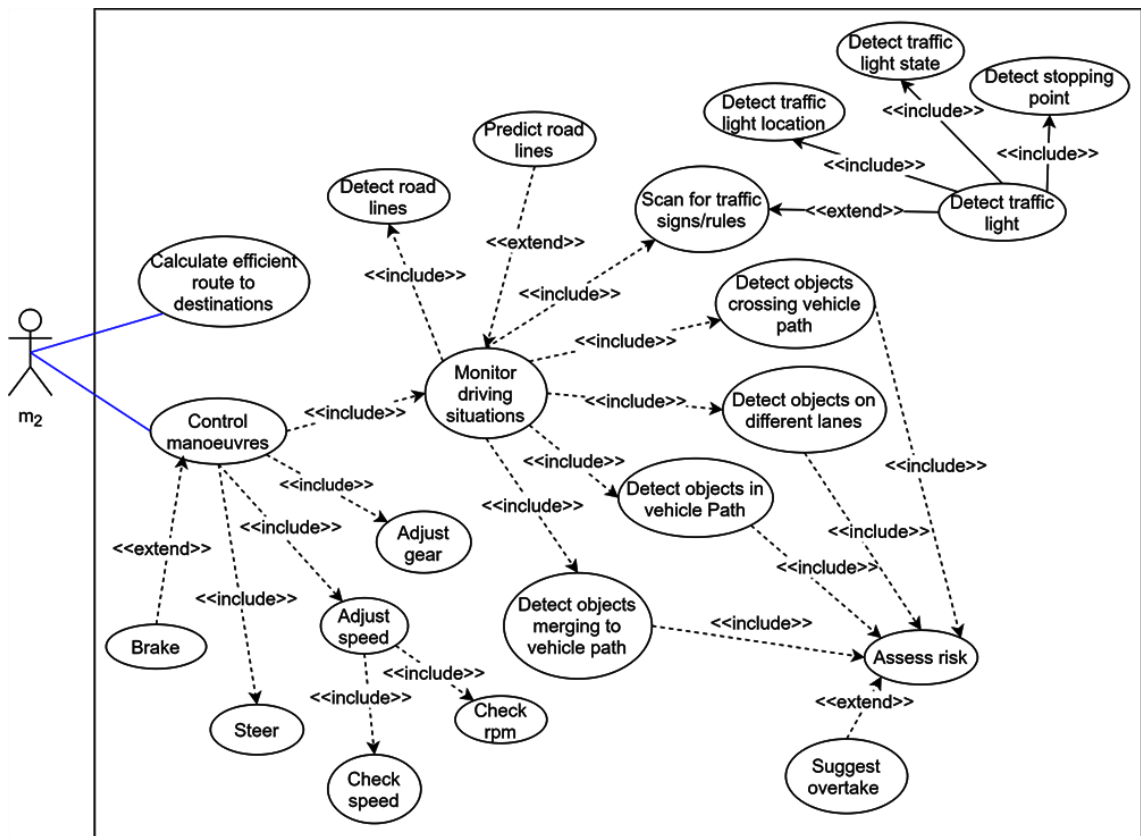 Detect traffic
light state
Detect stopping
point
Detect traffic
light location
<<include>>
<<include>>
<<include>>
Predict road
lines
Detect road
lines
Scan for traffic
signs/rules
<<extend>>
Detect traffic
light
<<extend>>
<<include>>
<<include>>
Calculate efficient
route to
destinations
Detect objects
crossing vehicle
path
<<include>>
m2
Monitor
driving
situations
<<include>>
Detect objects on
different lanes
Control
manoeuvres
<<include>>
<<include>>
<<include>>
<<include>>
Detect objects in
vehicle Path
<<include>>
<<include>>
<<extend>>
Adjust
gear
<<include>>
<<include>>
<<include>>
<<include>>
<<include>>
Brake
Adjust
speed
Detect objects
merging to
vehicle path
<<include>>
Assess risk
<<include>>
<<include>>
<<extend>>
Steer
Check
rpm
Check
speed
Suggest
overtake